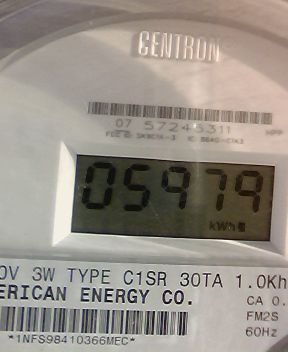 CENTRON
07 57245311
05979
kWh
0V 3W TYPE C1SR 30TA 1.0Kh
ERICAN ENERGY CO.
CA 0.
FM2S
60Hz
*1NFS98410366MEC*